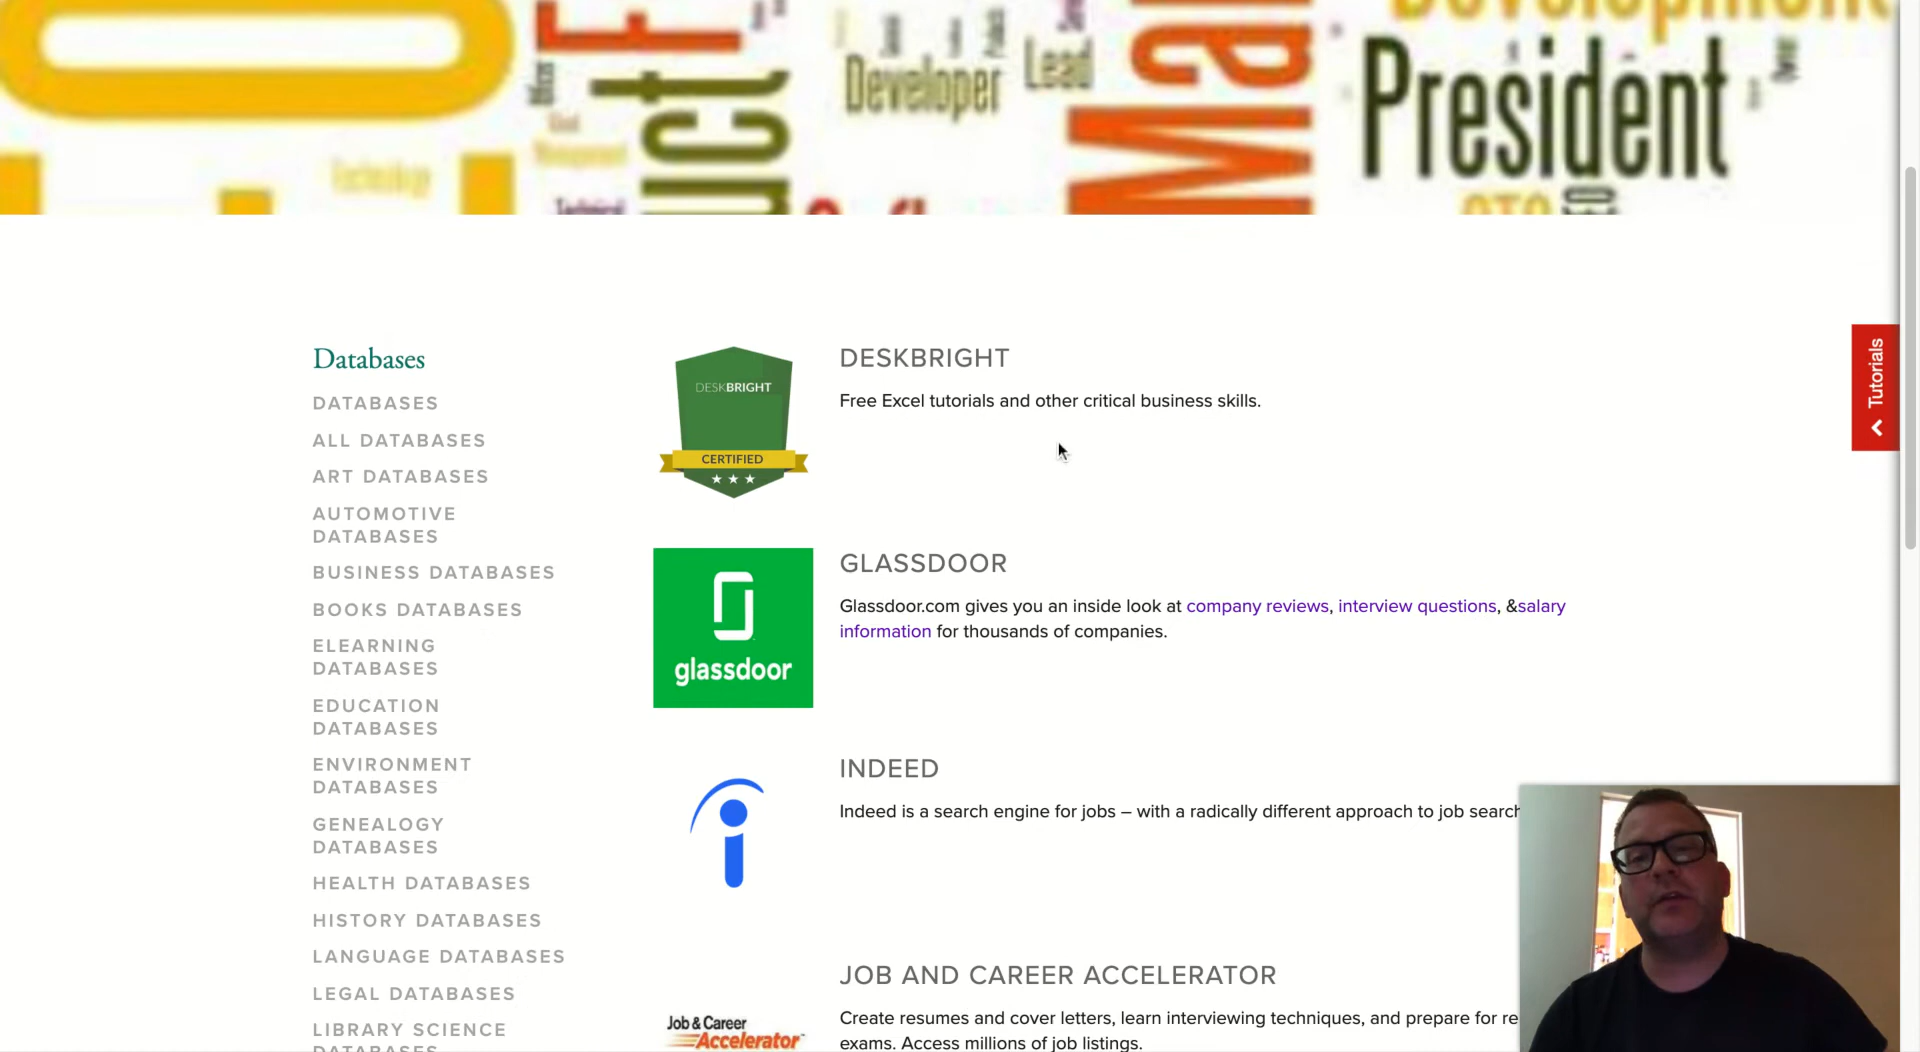 Developer
Lead
President
Technology
Management
Technical
CTO
Databases
DATABASES
ALL DATABASES
ART DATABASES
AUTOMOTIVE
DATABASES
BUSINESS DATABASES
BOOKS DATABASES
ELEARNING
DATABASES
EDUCATION
DATABASES
ENVIRONMENT
DATABASES
GENEALOGY
DATABASES
HEALTH DATABASES
HISTORY DATABASES
LANGUAGE DATABASES
LEGAL DATABASES
LIBRARY SCIENCE
DATABASES
DESKBRIGHT
CERTIFIED
DESKBRIGHT
Free Excel tutorials and other critical business skills.
glassdoor
GLASSDOOR
Glassdoor.com gives you an inside look at company reviews, interview questions, &salary
information for thousands of companies.
INDEED
Indeed is a search engine for jobs – with a radically different approach to job search
Job & Career
Accelerator
JOB AND CAREER ACCELERATOR
Create resumes and cover letters, learn interviewing techniques, and prepare for re
exams. Access millions of job listings.
Tutorials